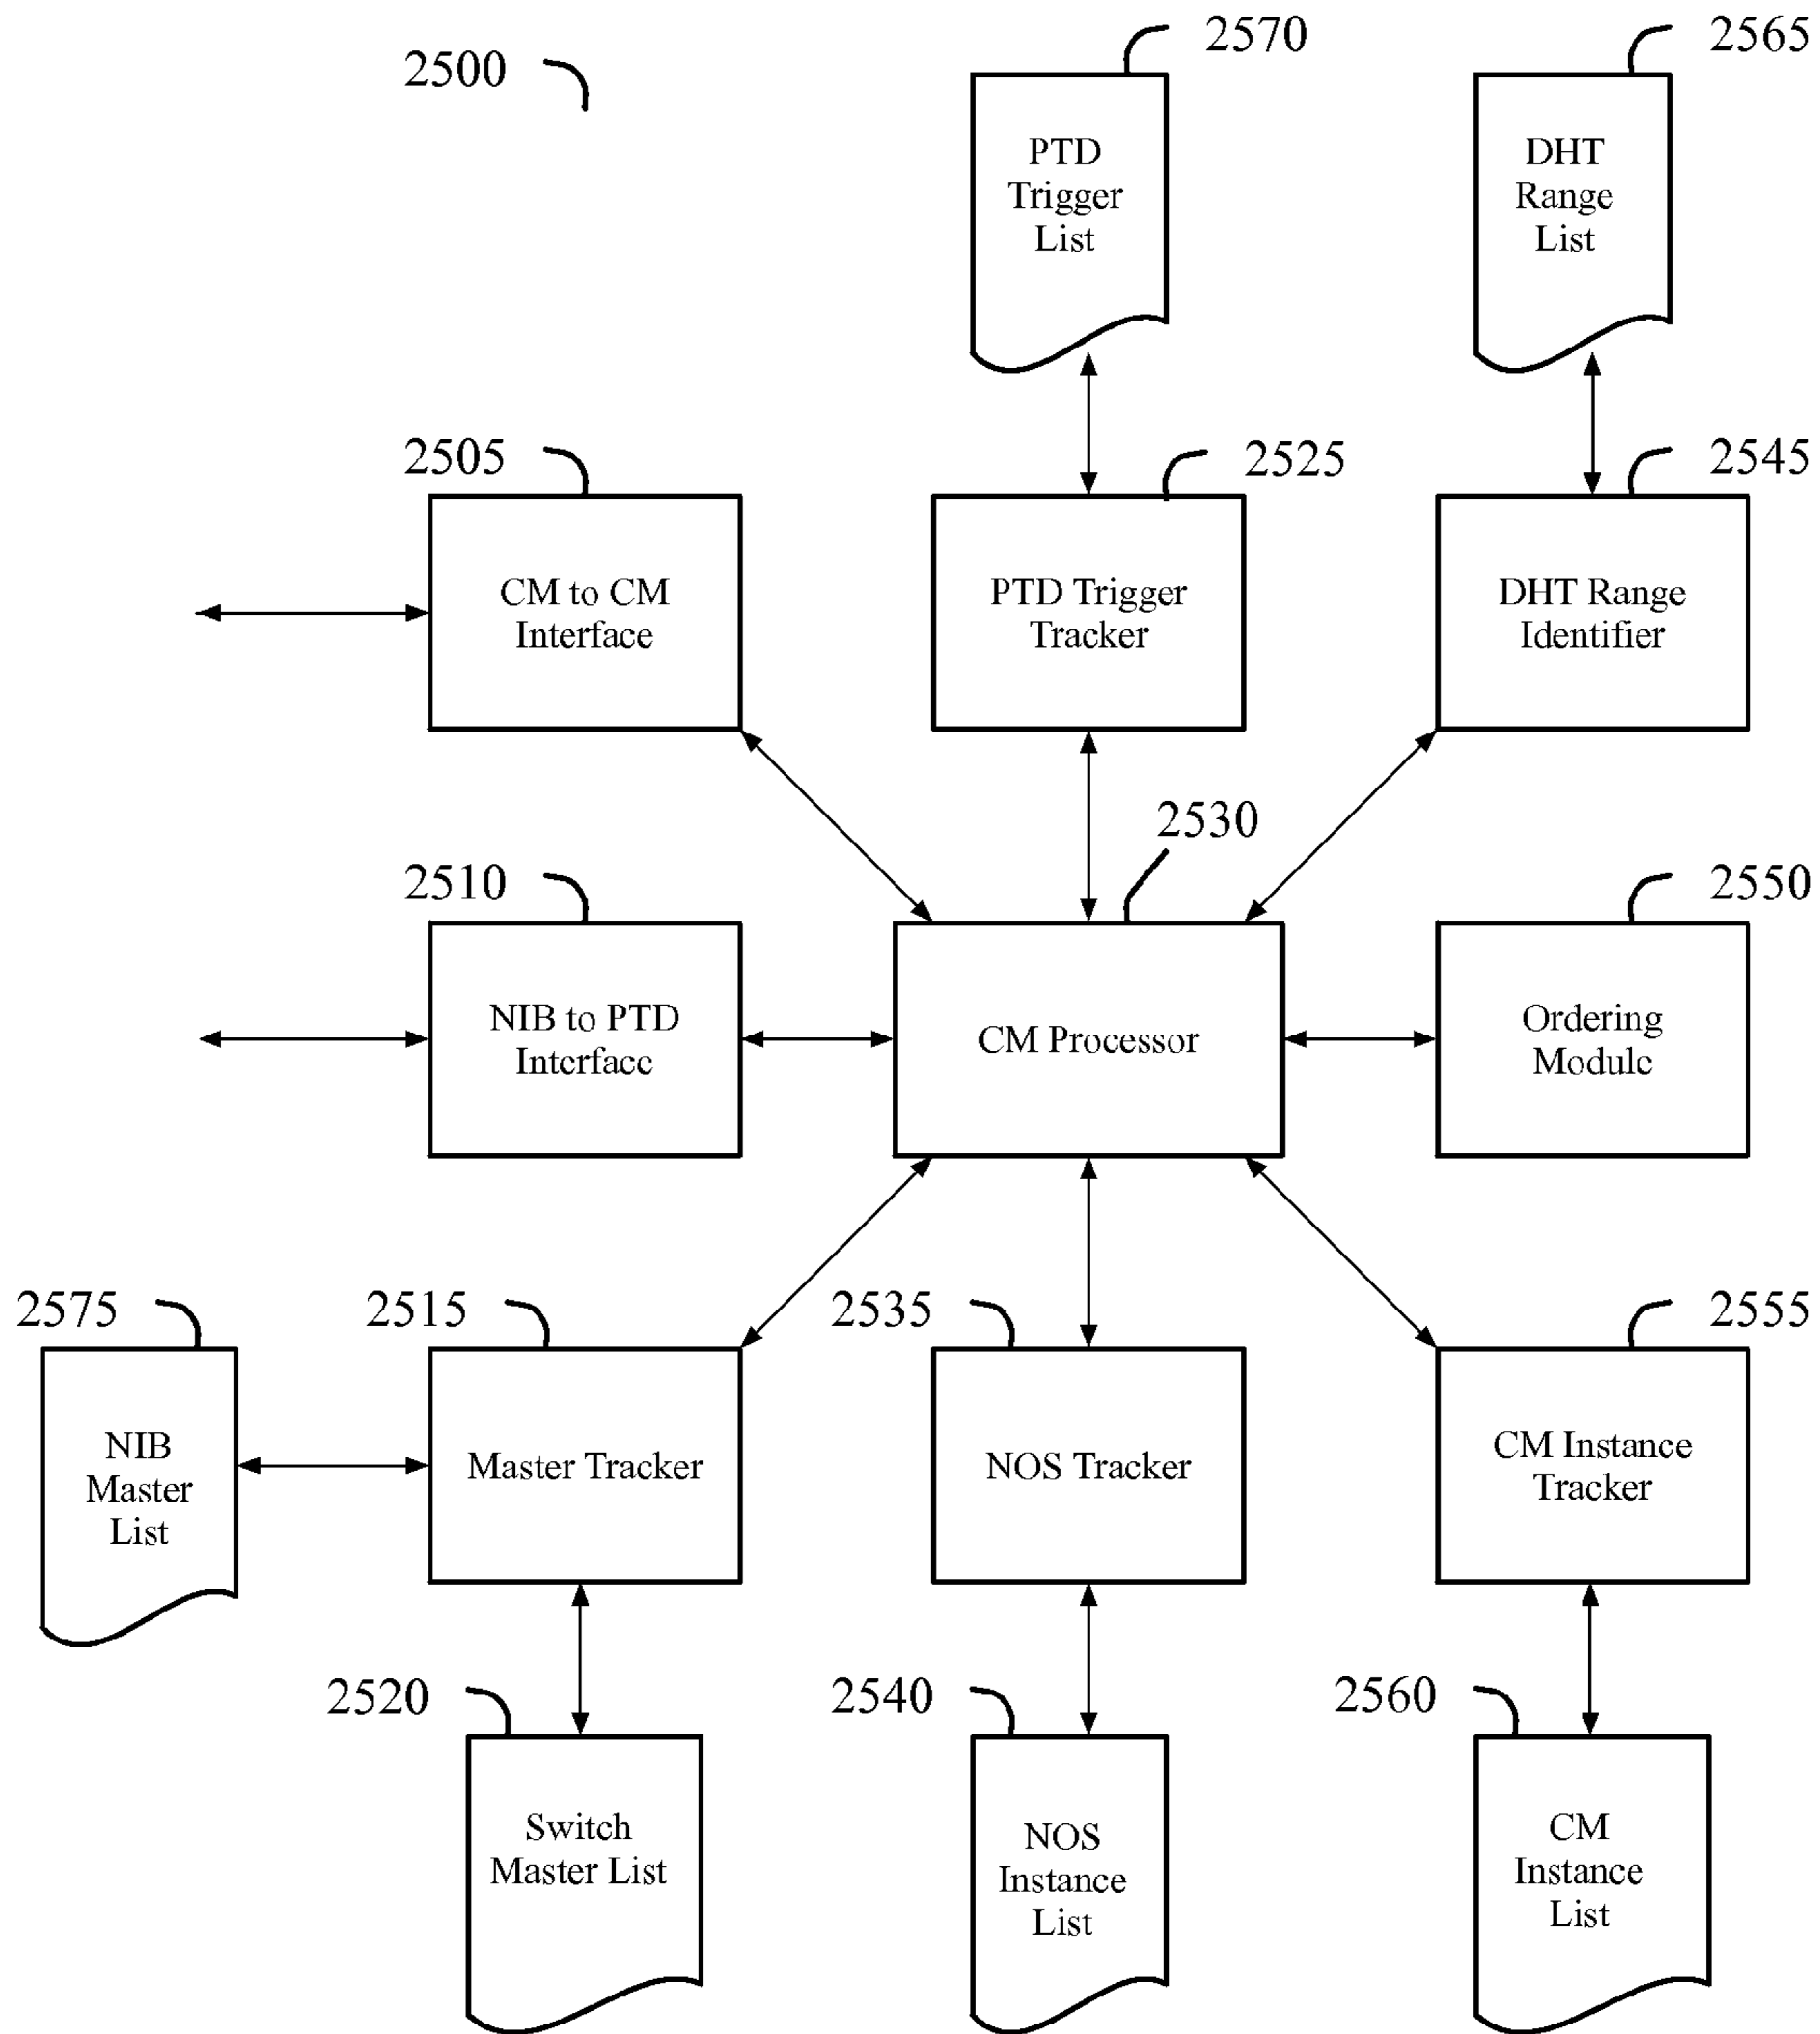 2500
2570
2565
PTD
Trigger
List
DHT
Range
List
2505
2525
2545
CM to CM
Interface
PTD Trigger
Tracker
DHT Range
Identifier
2530
2510
2550
NIB to PTD
Interface
CM Processor
Ordering
Module
2575
2515
2535
2555
NIB
Master
List
Master Tracker
NOS Tracker
CM Instance
Tracker
2520
2540
2560
Switch
Master List
NOS
Instance
List
CM
Instance
List